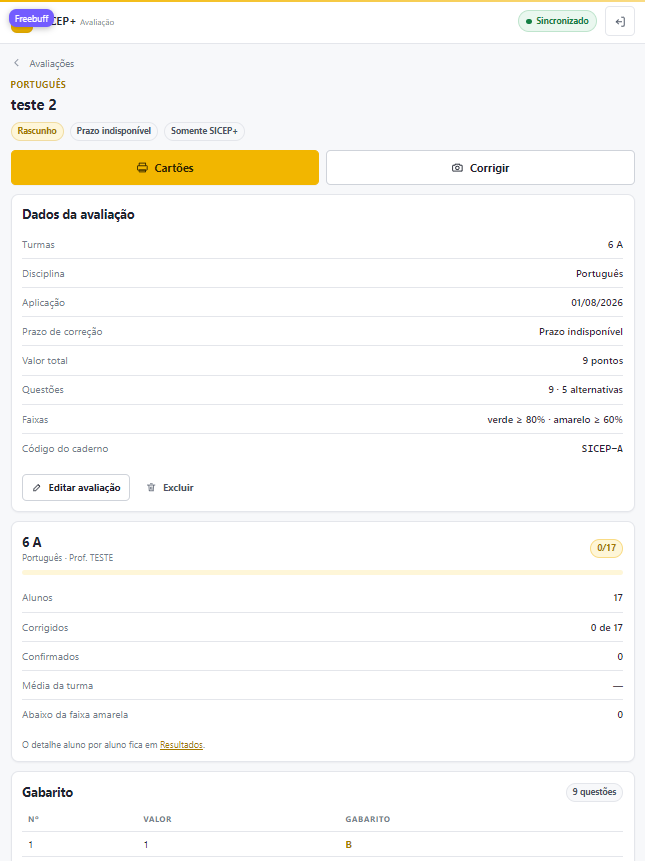 Freebuff
CEP+ Avaliação
Sincronizado
Avaliações
PORTUGUÊS
teste 2
Rascunho
Prazo indisponível
Somente SICEP+
Cartões
Corrigir
Dados da avaliação
Turmas 6 A
Disciplina Português
Aplicação 01/08/2026
Prazo de correção Prazo indisponível
Valor total 9 pontos
Questões 9 · 5 alternativas
Faixas verde ≥ 80% · amarelo ≥ 60%
Código do caderno SICEP-A
Editar avaliação
Excluir
6 A
0/17
Português · Prof. TESTE
Alunos 17
Corrigidos 0 de 17
Confirmados 0
Média da turma —
Abaixo da faixa amarela 0
O detalhe aluno por aluno fica em Resultados.
Gabarito
9 questões
Nº VALOR GABARITO
1 1 B